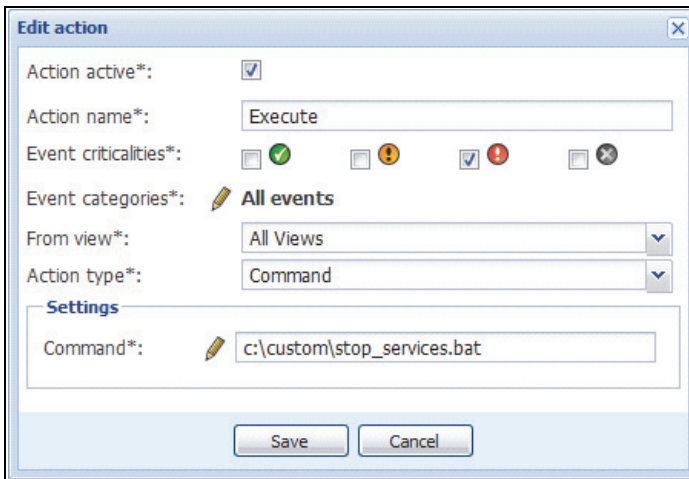 Edit action
Action active*:
Action name*: Execute
Event criticalities*:
Event categories*: All events
From view*: All Views
Action type*: Command
Settings
Command*: c:\custom\stop_services.bat
Save Cancel